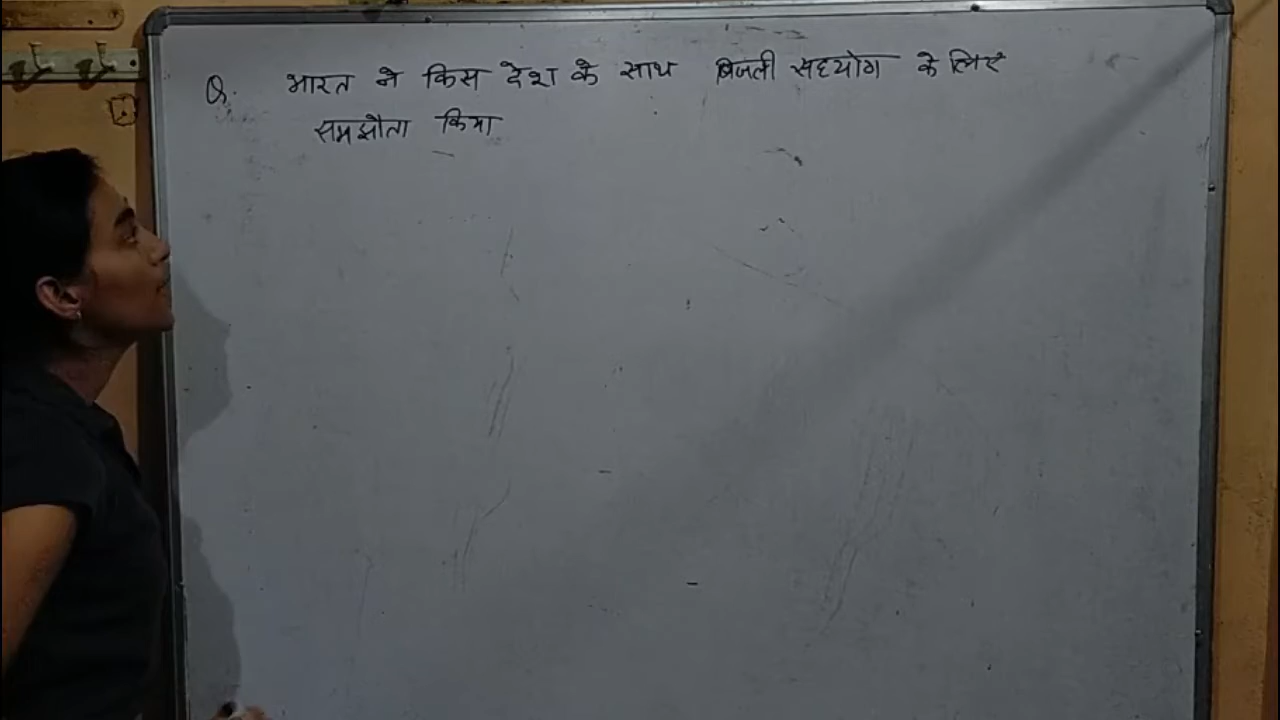 Q. भारत ने किस देश के साथ बिजली सहयोग के लिए
समझौता किया